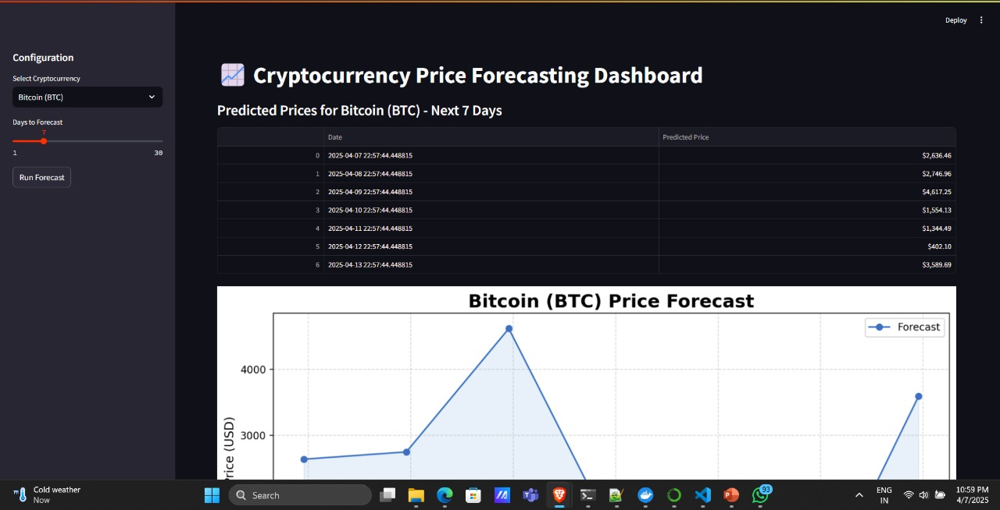 Deploy
Configuration
Select Cryptocurrency
Bitcoin (BTC)
Days to Forecast
7
1 30
Run Forecast
Cryptocurrency Price Forecasting Dashboard
Predicted Prices for Bitcoin (BTC) - Next 7 Days
Date Predicted Price
0 2025-04-07 22:57:44.448815 $2,636.46
1 2025-04-08 22:57:44.448815 $2,746.96
2 2025-04-09 22:57:44.448815 $4,617.25
3 2025-04-10 22:57:44.448815 $1,554.13
4 2025-04-11 22:57:44.448815 $1,344.49
5 2025-04-12 22:57:44.448815 $402.10
6 2025-04-13 22:57:44.448815 $3,589.69
Bitcoin (BTC) Price Forecast
Forecast
4000
3000
rice (USD)
Cold weather
Now
Search
93
ENG
IN
10:59 PM
4/7/2025